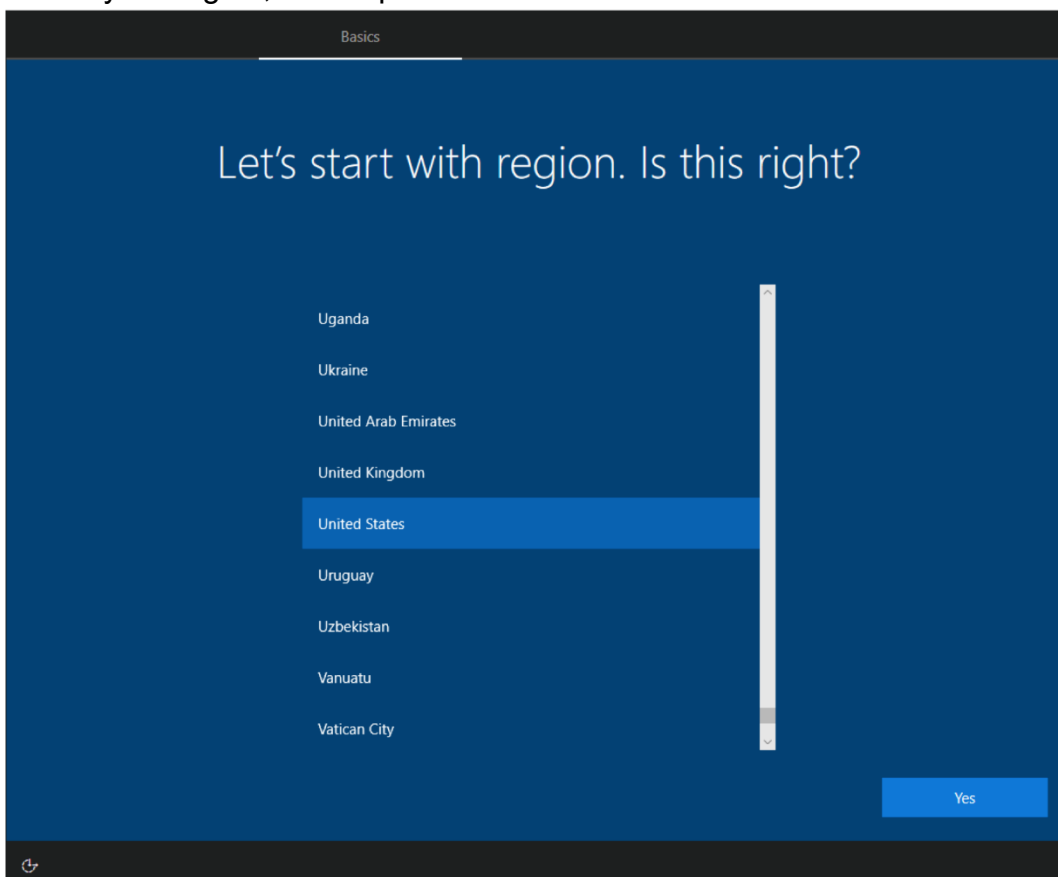 Basics
Let's start with region. Is this right?
Uganda
Ukraine
United Arab Emirates
United Kingdom
United States
Uruguay
Uzbekistan
Vanuatu
Vatican City
Yes